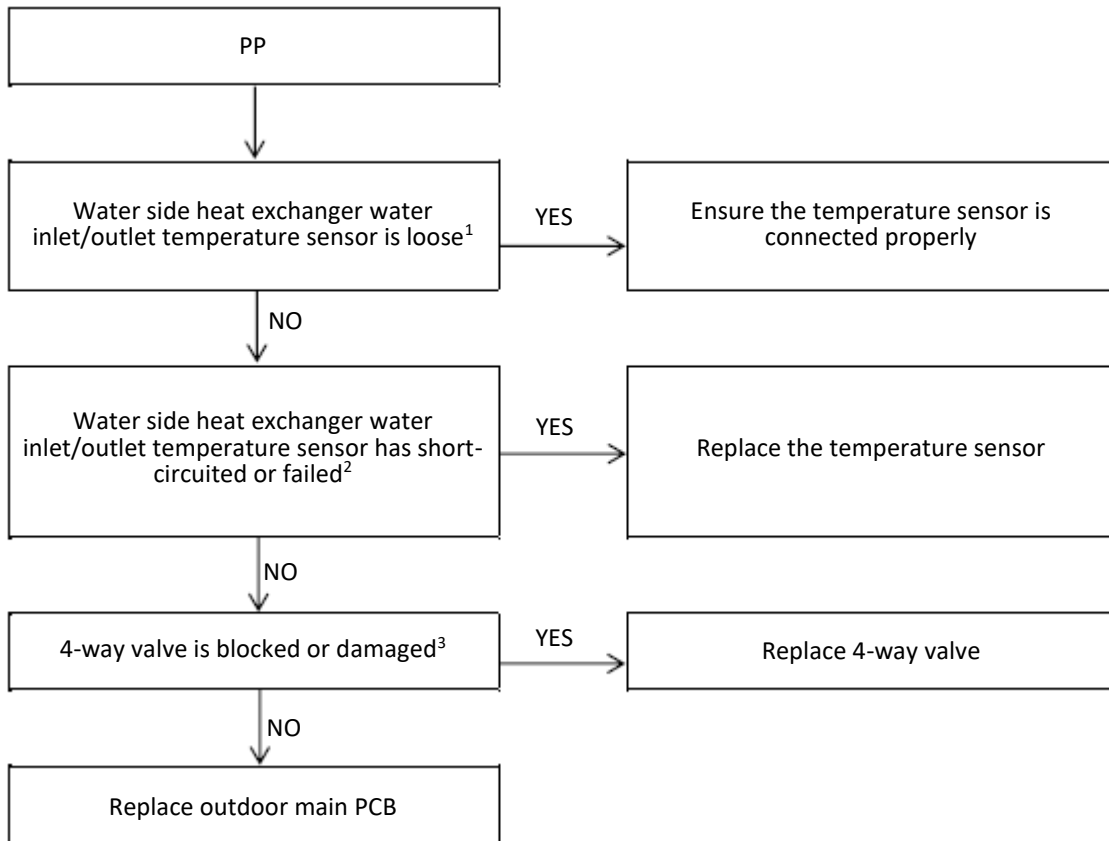 PP
Water side heat exchanger water
inlet/outlet temperature sensor is loose¹
YES
Ensure the temperature sensor is
connected properly
NO
Water side heat exchanger water
inlet/outlet temperature sensor has short-
circuited or failed²
YES
Replace the temperature sensor
NO
4-way valve is blocked or damaged³
YES
Replace 4-way valve
NO
Replace outdoor main PCB